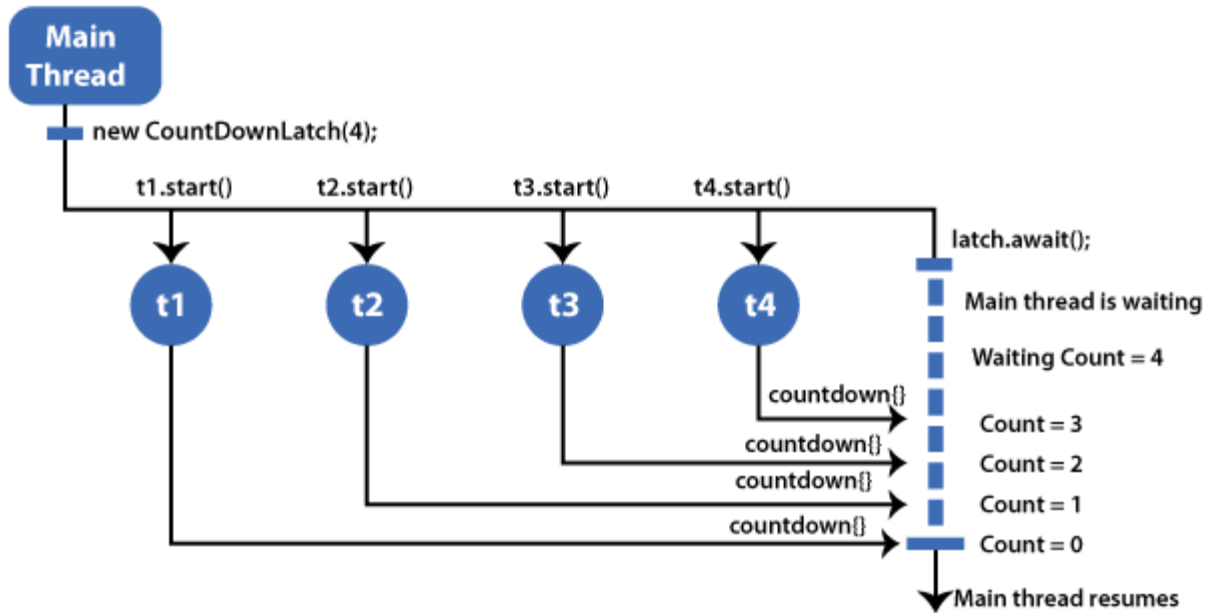 Main
Thread
new CountDownLatch(4);
t1.start()
t2.start()
t3.start()
t4.start()
latch.await();
t1
t2
t3
t4
Main thread is waiting
Waiting Count = 4
countdown{}
Count = 3
countdown{}
Count = 2
countdown{}
Count = 1
countdown{}
Count = 0
Main thread resumes